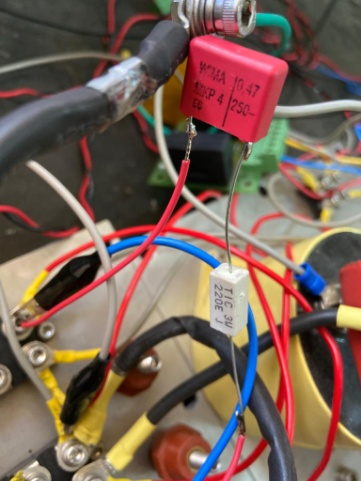 WIMA 0,47
MKP 4 250-
TIC 3W
220E J